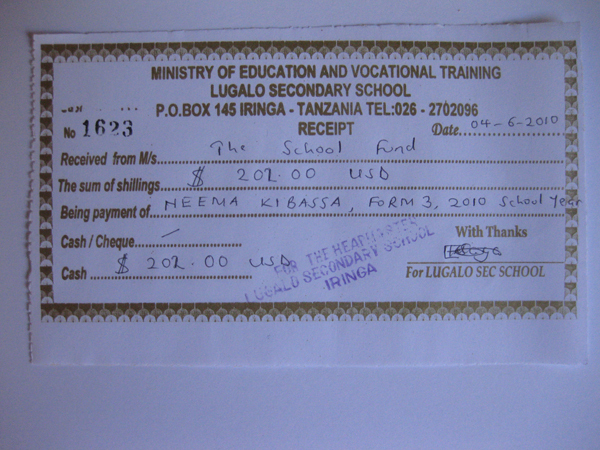 MINISTRY OF EDUCATION AND VOCATIONAL TRAINING
LUGALO SECONDARY SCHOOL
P.O.BOX 145 IRINGA - TANZANIA TEL:026 - 2702096
No 1623 RECEIPT Date 04-6-2010
Received from M/s. The School Fund
The sum of shillings $ 202.00 USD
Being payment of NEEMA KIBASSA, FORM 3, 2010 School Year
Cash / Cheque / With Thanks
Cash $ 202.00 USD
For LUGALO SEC SCHOOL
FOR THE HEADMASTER
LUGALO SECONDARY SCHOOL
IRINGA